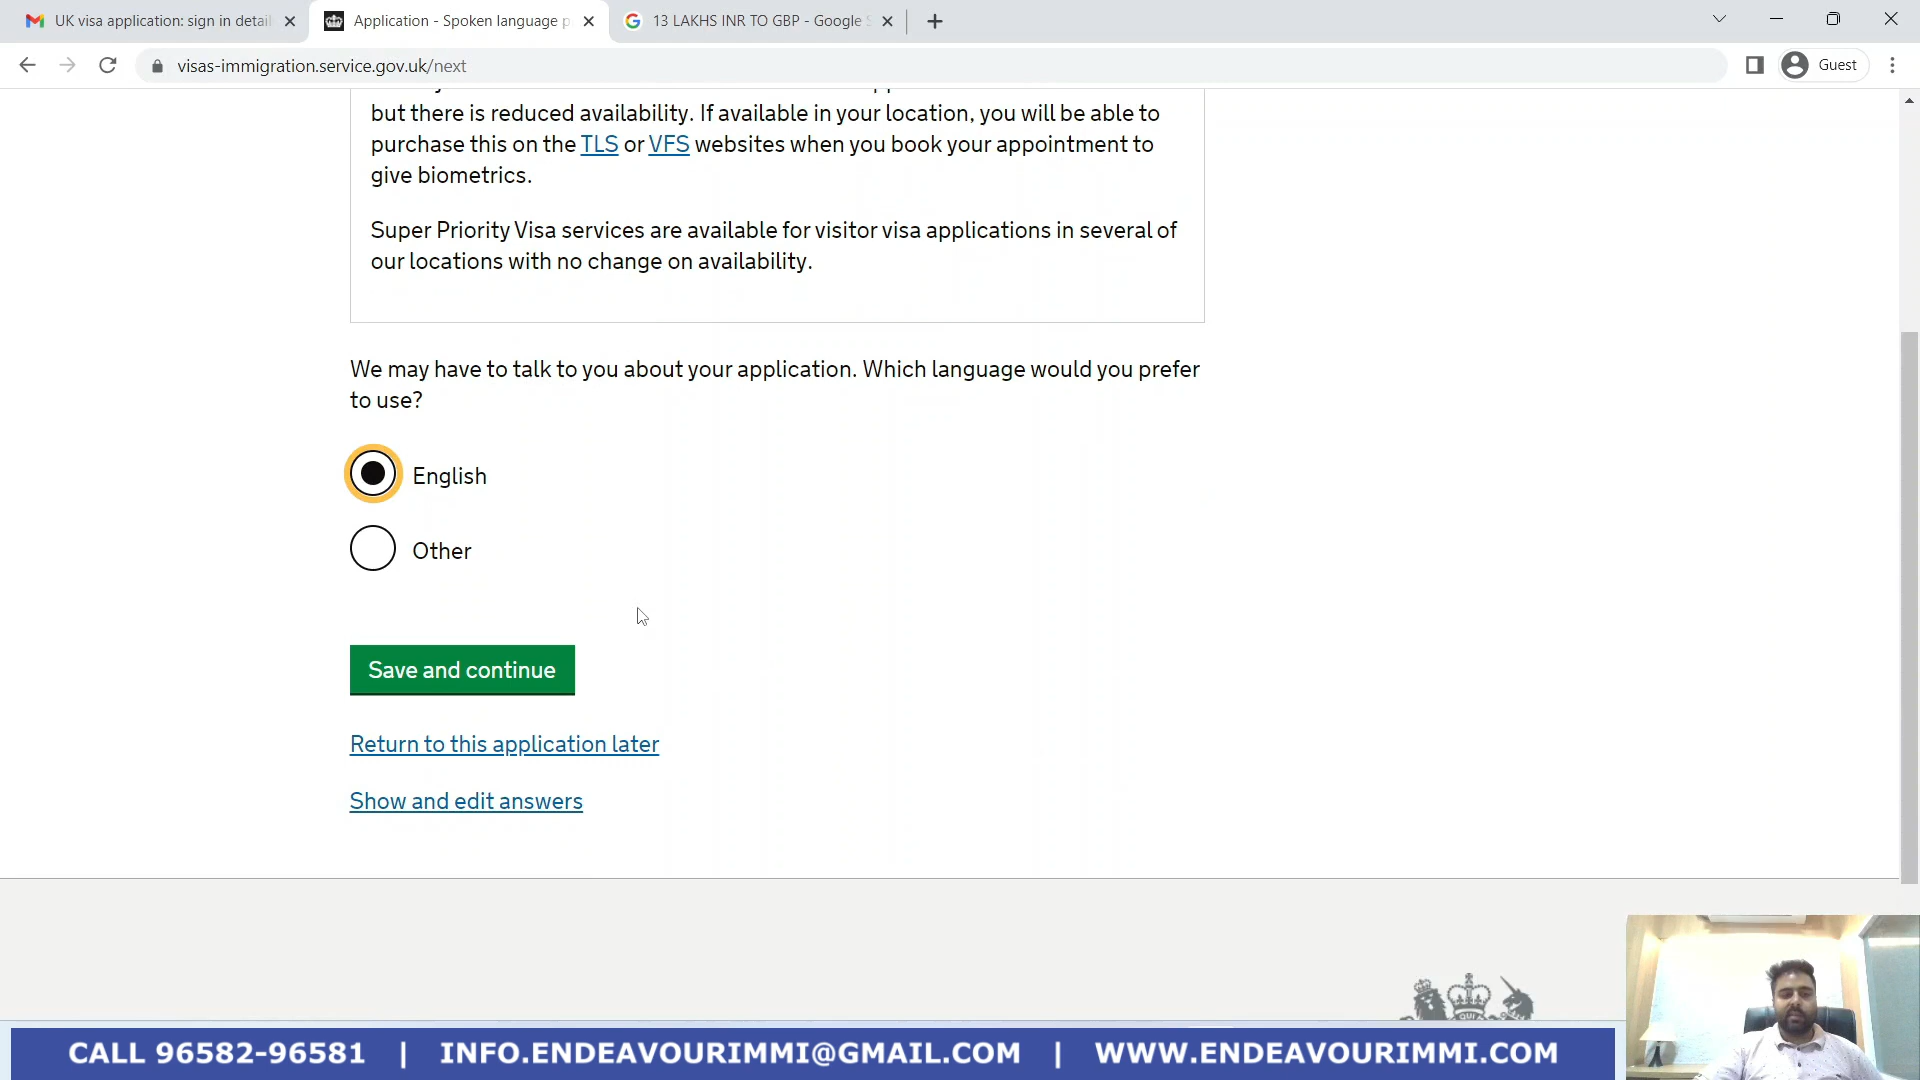 UK visa application: sign in detail
Application - Spoken language p
13 LAKHS INR TO GBP - Google S
visas-immigration.service.gov.uk/next
Guest
but there is reduced availability. If available in your location, you will be able to
purchase this on the TLS or VFS websites when you book your appointment to
give biometrics.
Super Priority Visa services are available for visitor visa applications in several of
our locations with no change on availability.
We may have to talk to you about your application. Which language would you prefer
to use?
English
Other
Save and continue
Return to this application later
Show and edit answers
CALL 96582-96581 | INFO.ENDEAVOURIMMI@GMAIL.COM | WWW.ENDEAVOURIMMI.COM